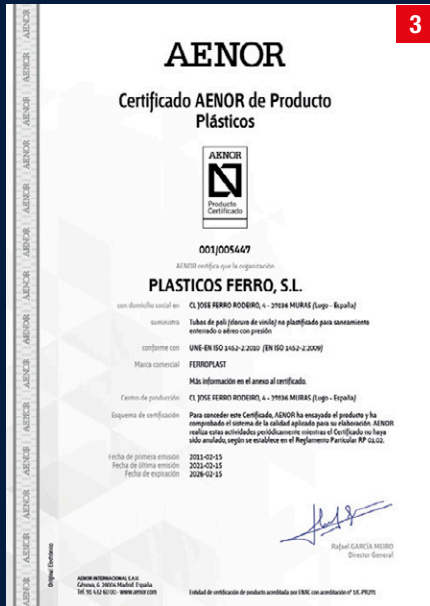 3
AENOR
Certificado AENOR de Producto
Plásticos
AENOR
Producto
Certificado
001/005447
AENOR certifica que la organización
PLASTICOS FERRO, S.L.
con domicilio social en CL JOSE FERRO RODEIRO, 4 - 27836 MURAS (Lugo - España)
suministra Tubos de poli (cloruro de vinilo) no plastificado para saneamiento
enterrado o aéreo con presión
conforme con UNE-EN ISO 1452-2:2010 (EN ISO 1452-2:2009)
Marca comercial FERROPLAST
Más información en el anexo al certificado.
Centro de producción CL JOSE FERRO RODEIRO, 4 - 27836 MURAS (Lugo - España)
Esquema de certificación Para conceder este Certificado, AENOR ha ensayado el producto y ha
comprobado el sistema de la calidad aplicado para su elaboración. AENOR
realiza estas actividades periódicamente mientras el Certificado no haya
sido anulado, según se establece en el Reglamento Particular RP 01.02.
Fecha de primera emisión 2011-02-15
Fecha de última emisión 2021-02-15
Fecha de expiración 2026-02-15
Rafael GARCÍA MEIRO
Director General
Original Electrónico
AENOR INTERNACIONAL S.A.U.
Génova, 6. 28004 Madrid. España
Tel. 91 432 60 00.- www.aenor.com
Entidad de certificación de producto acreditada por ENAC con acreditación nº